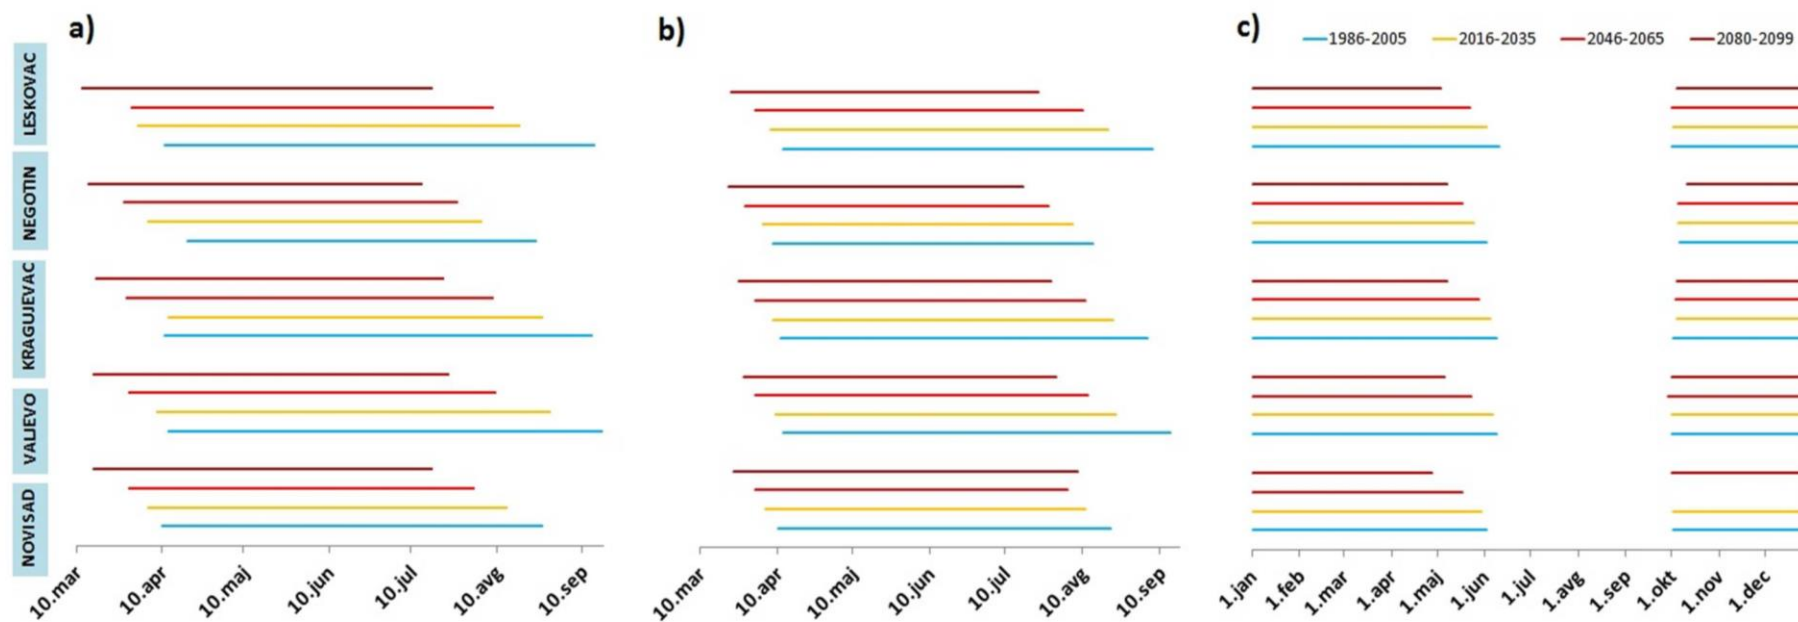 a)
b)
c)
1986-2005
2016-2035
2046-2065
2080-2099
LESKOVAC
NEGOTIN
KRAGUJEVAC
VALJEVO
NOVI SAD
10.mar
10.apr
10.maj
10.jun
10.jul
10.avg
10.sep
10.mar
10.apr
10.maj
10.jun
10.jul
10.avg
10.sep
1.jan
1.feb
1.mar
1.apr
1.maj
1.jun
1.jul
1.avg
1.sep
1.okt
1.nov
1.dec